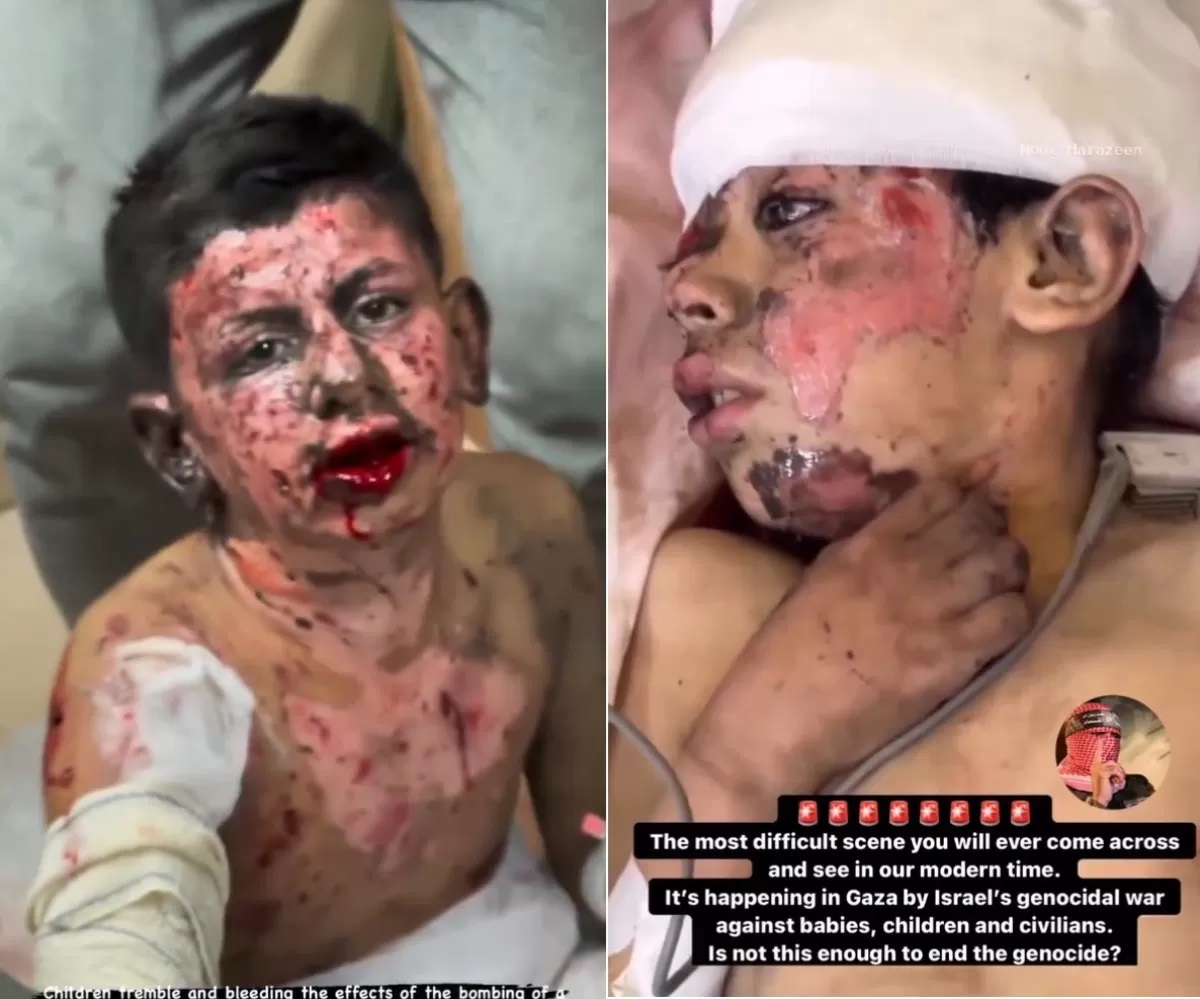 Children tremble and bleeding the effects of the bombing of a
Nour Harazeen
🚨🚨🚨🚨🚨🚨🚨🚨
The most difficult scene you will ever come across
and see in our modern time.
It's happening in Gaza by Israel's genocidal war
against babies, children and civilians.
Is not this enough to end the genocide?